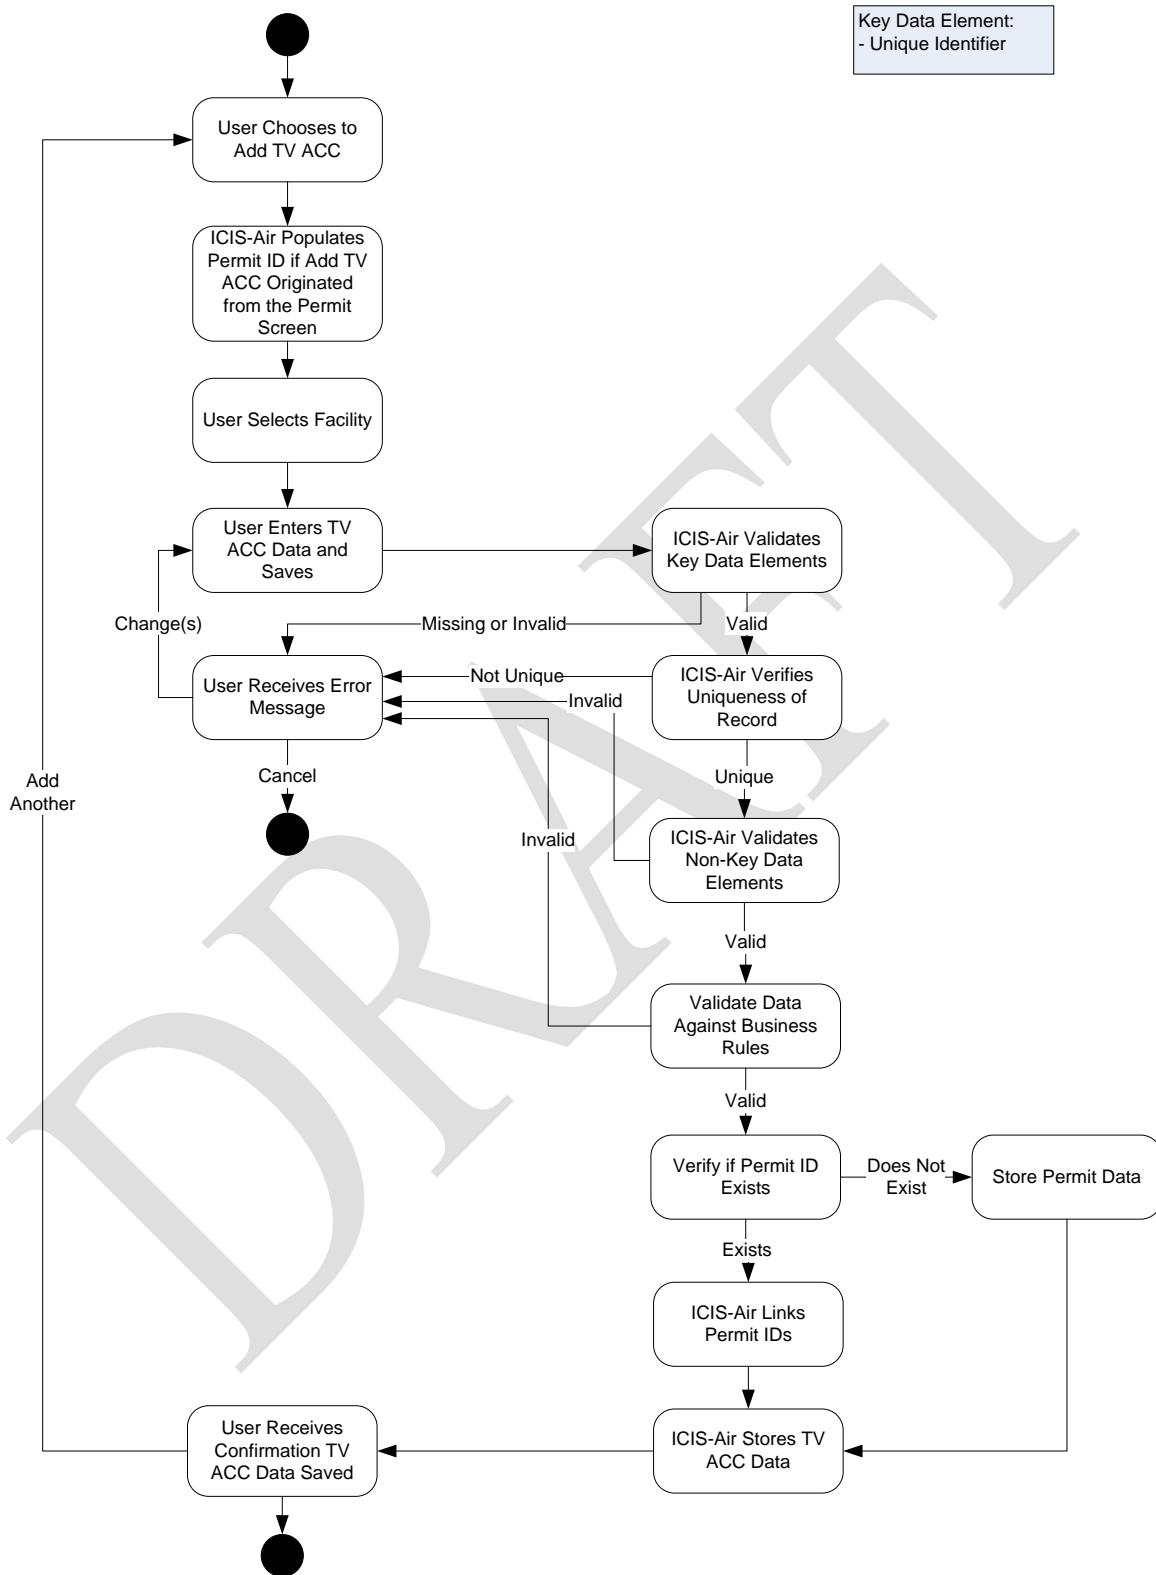 Key Data Element:
- Unique Identifier
User Chooses to
Add TV ACC
ICIS-Air Populates
Permit ID if Add TV
ACC Originated
from the Permit
Screen
User Selects Facility
User Enters TV
ACC Data and
Saves
ICIS-Air Validates
Key Data Elements
Change(s)
Missing or Invalid
Valid
User Receives Error
Message
Not Unique
Invalid
ICIS-Air Verifies
Uniqueness of
Record
Cancel
Unique
Add
Another
Invalid
ICIS-Air Validates
Non-Key Data
Elements
Valid
Validate Data
Against Business
Rules
Valid
Verify if Permit ID
Exists
Does Not
Exist
Store Permit Data
Exists
ICIS-Air Links
Permit IDs
User Receives
Confirmation TV
ACC Data Saved
ICIS-Air Stores TV
ACC Data
DRAFT